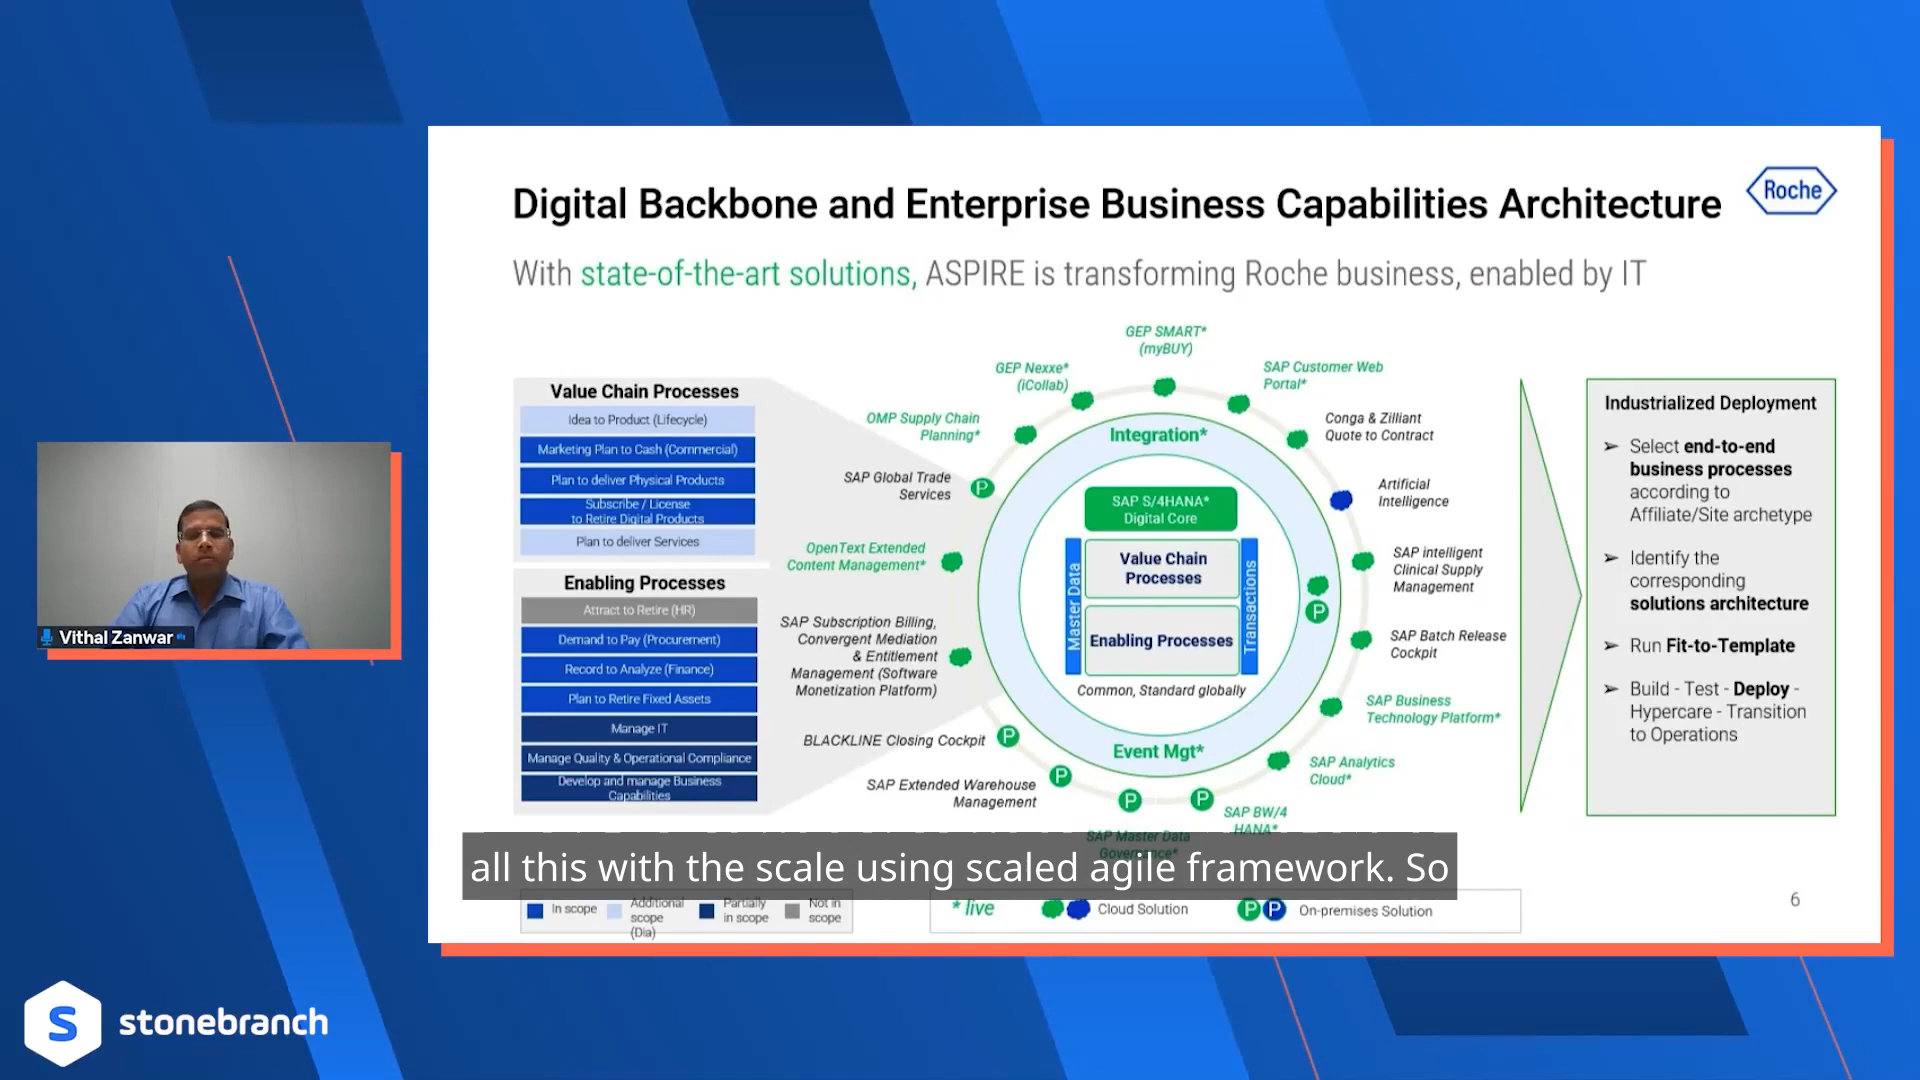 Digital Backbone and Enterprise Business Capabilities Architecture
Roche
With state-of-the-art solutions, ASPIRE is transforming Roche business, enabled by IT
Value Chain Processes
Idea to Product (Lifecycle)
Marketing Plan to Cash (Commercial)
Plan to deliver Physical Products
Subscribe / License
to Retire Digital Products
Plan to deliver Services
Enabling Processes
Attract to Retire (HR)
Demand to Pay (Procurement)
Record to Analyze (Finance)
Plan to Retire Fixed Assets
Manage IT
Manage Quality & Operational Compliance
Develop and manage Business
Capabilities
GEP SMART*
(myBUY)
GEP Nexxe*
(iCollab)
OMP Supply Chain
Planning*
SAP Global Trade
Services
P
OpenText Extended
Content Management*
SAP Subscription Billing,
Convergent Mediation
& Entitlement
Management (Software
Monetization Platform)
BLACKLINE Closing Cockpit
P
SAP Extended Warehouse
Management
P
P
SAP Master Data
Governance*
P
SAP BW/4
HANA*
SAP Customer Web
Portal*
Conga & Zilliant
Quote to Contract
Artificial
Intelligence
SAP intelligent
Clinical Supply
Management
P
SAP Batch Release
Cockpit
SAP Business
Technology Platform*
SAP Analytics
Cloud*
Integration*
SAP S/4HANA*
Digital Core
Master Data
Value Chain
Processes
Enabling Processes
Transactions
Common, Standard globally
Event Mgt*
Industrialized Deployment
➢ Select end-to-end
business processes
according to
Affiliate/Site archetype
➢ Identify the
corresponding
solutions architecture
➢ Run Fit-to-Template
➢ Build - Test - Deploy -
Hypercare - Transition
to Operations
all this with the scale using scaled agile framework. So
In scope
Additional
scope
(Dia)
Partially
in scope
Not in
scope
* live
Cloud Solution
P P On-premises Solution
6
Vithal Zanwar
S stonebranch